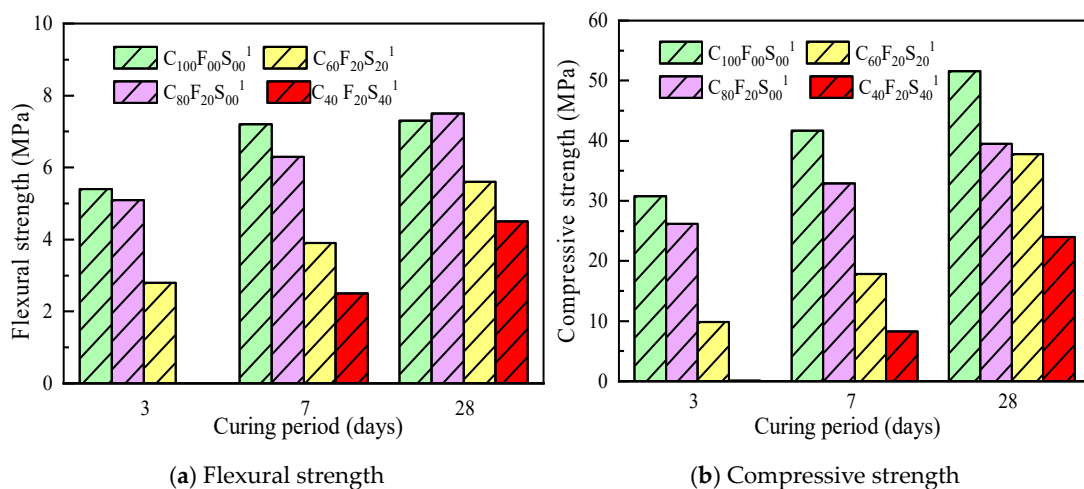 10
8
6
4
2
0
Flexural strength (MPa)
C100F00S00¹ C60F20S20¹
C80F20S00¹ C40 F20S40¹
3 7 28
Curing period (days)
(a) Flexural strength
60
50
40
30
20
10
0
Compressive strength (MPa)
C100F00S00¹ C60F20S20¹
C80F20S00¹ C40F20S40¹
3 7 28
Curing period (days)
(b) Compressive strength